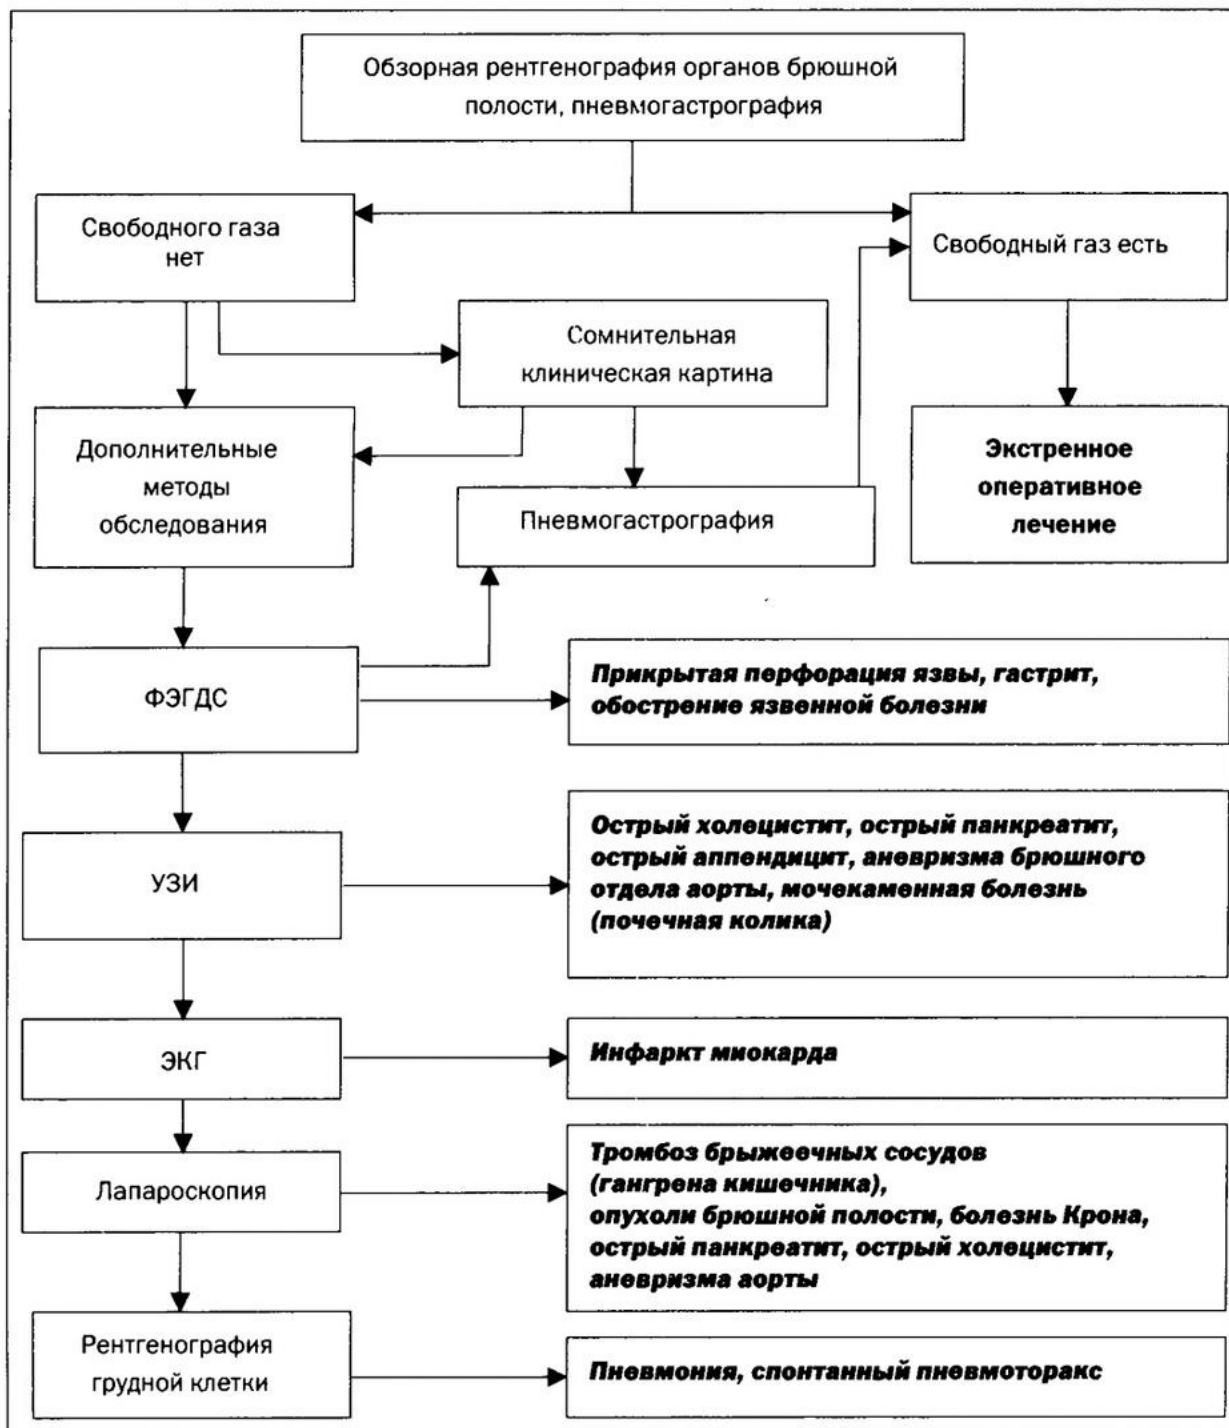 Обзорная рентгенография органов брюшной
полости, пневмогастрография
Свободного газа
нет
Свободный газ есть
Сомнительная
клиническая картина
Дополнительные
методы
обследования
Экстренное
оперативное
лечение
Пневмогастрография
ФЭГДС
Прикрытая перфорация язвы, гастрит,
обострение язвенной болезни
УЗИ
Острый холецистит, острый панкреатит,
острый аппендицит, аневризма брюшного
отдела аорты, мочекаменная болезнь
(почечная колика)
ЭКГ
Инфаркт миокарда
Лапароскопия
Тромбоз брыжеечных сосудов
(гангрена кишечника),
опухоли брюшной полости, болезнь Крона,
острый панкреатит, острый холецистит,
аневризма аорты
Рентгенография
грудной клетки
Пневмония, спонтанный пневмоторакс